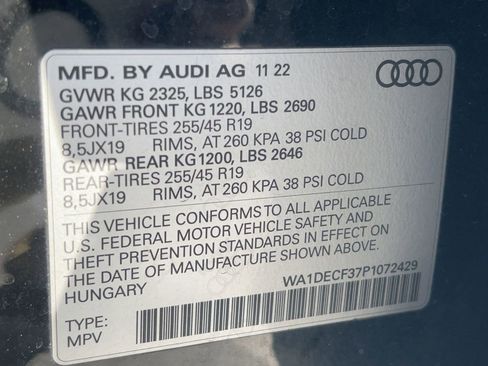 MFD. BY AUDI AG 11 22
GVWR KG 2325, LBS 5126
GAWR FRONT KG 1220, LBS 2690
FRONT-TIRES 255/45 R19
8,5JX19 RIMS, AT 260 KPA 38 PSI COLD
GAWR REAR KG 1200, LBS 2646
REAR-TIRES 255/45 R19
8,5JX19 RIMS, AT 260 KPA 38 PSI COLD
THIS VEHICLE CONFORMS TO ALL APPLICABLE
U.S. FEDERAL MOTOR VEHICLE SAFETY AND
THEFT PREVENTION STANDARDS IN EFFECT ON
THE DATE OF MANUFACTURE SHOWN ABOVE.
HUNGARY
WA1DECF37P1072429
TYPE:
MPV